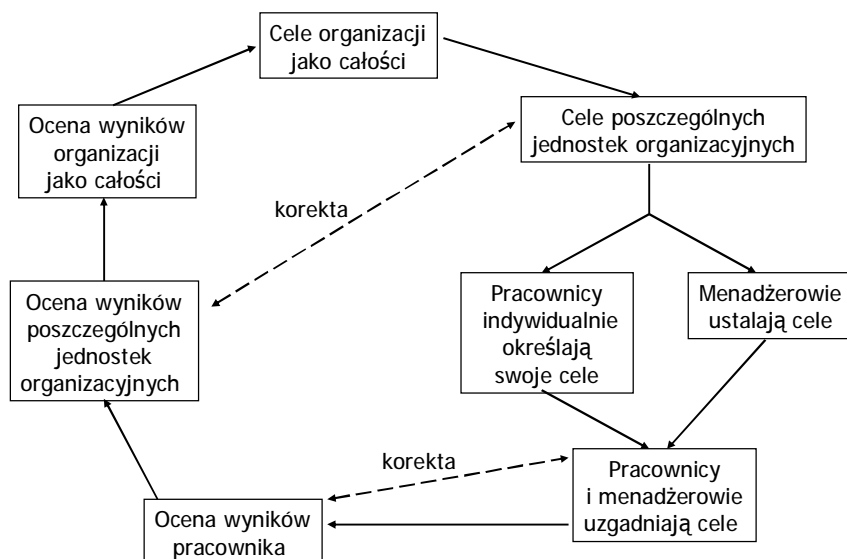 Cele organizacji
jako całości
Cele poszczególnych
jednostek organizacyjnych
Ocena wyników
organizacji
jako całości
korekta
Pracownicy
indywidualnie
określają
swoje cele
Menadżerowie
ustalają cele
Ocena wyników
poszczególnych
jednostek
organizacyjnych
korekta
Pracownicy
i menadżerowie
uzgadniają cele
Ocena wyników
pracownika